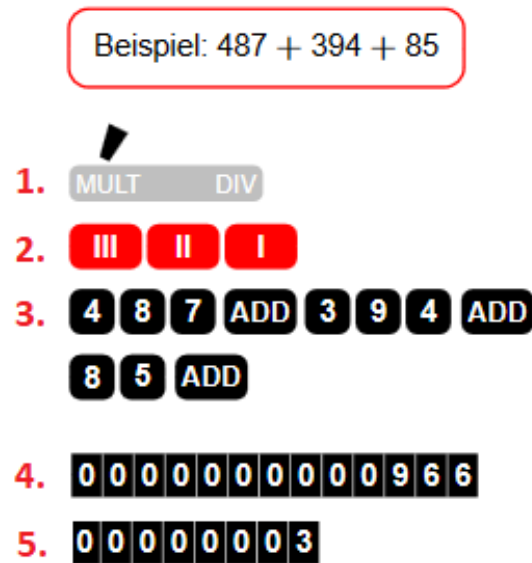 Beispiel: 487 + 394 + 85
1. MULT DIV
2. III II I
3. 4 8 7 ADD 3 9 4 ADD
8 5 ADD
4. 0 0 0 0 0 0 0 0 0 0 9 6 6
5. 0 0 0 0 0 0 0 3